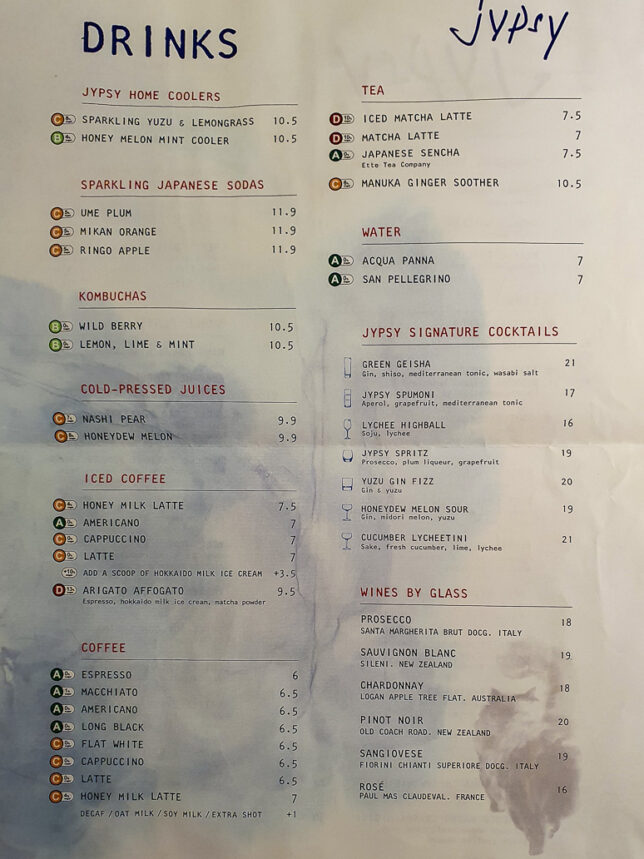 DRINKS
jypsy
JYPSY HOME COOLERS
C SPARKLING YUZU & LEMONGRASS 10.5
B HONEY MELON MINT COOLER 10.5
SPARKLING JAPANESE SODAS
C UME PLUM 11.9
C MIKAN ORANGE 11.9
C RINGO APPLE 11.9
KOMBUCHAS
B WILD BERRY 10.5
B LEMON, LIME & MINT 10.5
COLD-PRESSED JUICES
C NASHI PEAR 9.9
C HONEYDEW MELON 9.9
ICED COFFEE
C HONEY MILK LATTE 7.5
A AMERICANO 7
C CAPPUCCINO 7
C LATTE 7
ADD A SCOOP OF HOKKAIDO MILK ICE CREAM +3.5
D ARIGATO AFFOGATO 9.5
Espresso, hokkaido milk ice cream, matcha powder
COFFEE
A ESPRESSO 6
A MACCHIATO 6.5
A AMERICANO 6.5
A LONG BLACK 6.5
C FLAT WHITE 6.5
C CAPPUCCINO 6.5
C LATTE 6.5
C HONEY MILK LATTE 7
DECAF / OAT MILK / SOY MILK / EXTRA SHOT +1
TEA
D ICED MATCHA LATTE 7.5
D MATCHA LATTE 7
A JAPANESE SENCHA 7.5
Ette Tea Company
C MANUKA GINGER SOOTHER 10.5
WATER
A ACQUA PANNA 7
A SAN PELLEGRINO 7
JYPSY SIGNATURE COCKTAILS
GREEN GEISHA 21
Gin, shiso, mediterranean tonic, wasabi salt
JYPSY SPUMONI 17
Aperol, grapefruit, mediterranean tonic
LYCHEE HIGHBALL 16
Soju, lychee
JYPSY SPRITZ 19
Prosecco, plum liqueur, grapefruit
YUZU GIN FIZZ 20
Gin & yuzu
HONEYDEW MELON SOUR 19
Gin, midori melon, yuzu
CUCUMBER LYCHEETINI 21
Sake, fresh cucumber, lime, lychee
WINES BY GLASS
PROSECCO 18
SANTA MARGHERITA BRUT DOCG. ITALY
SAUVIGNON BLANC 19
SILENI. NEW ZEALAND
CHARDONNAY 18
LOGAN APPLE TREE FLAT. AUSTRALIA
PINOT NOIR 20
OLD COACH ROAD. NEW ZEALAND
SANGIOVESE 19
FIORINI CHIANTI SUPERIORE DOCG. ITALY
ROSÉ 16
PAUL MAS CLAUDEVAL. FRANCE